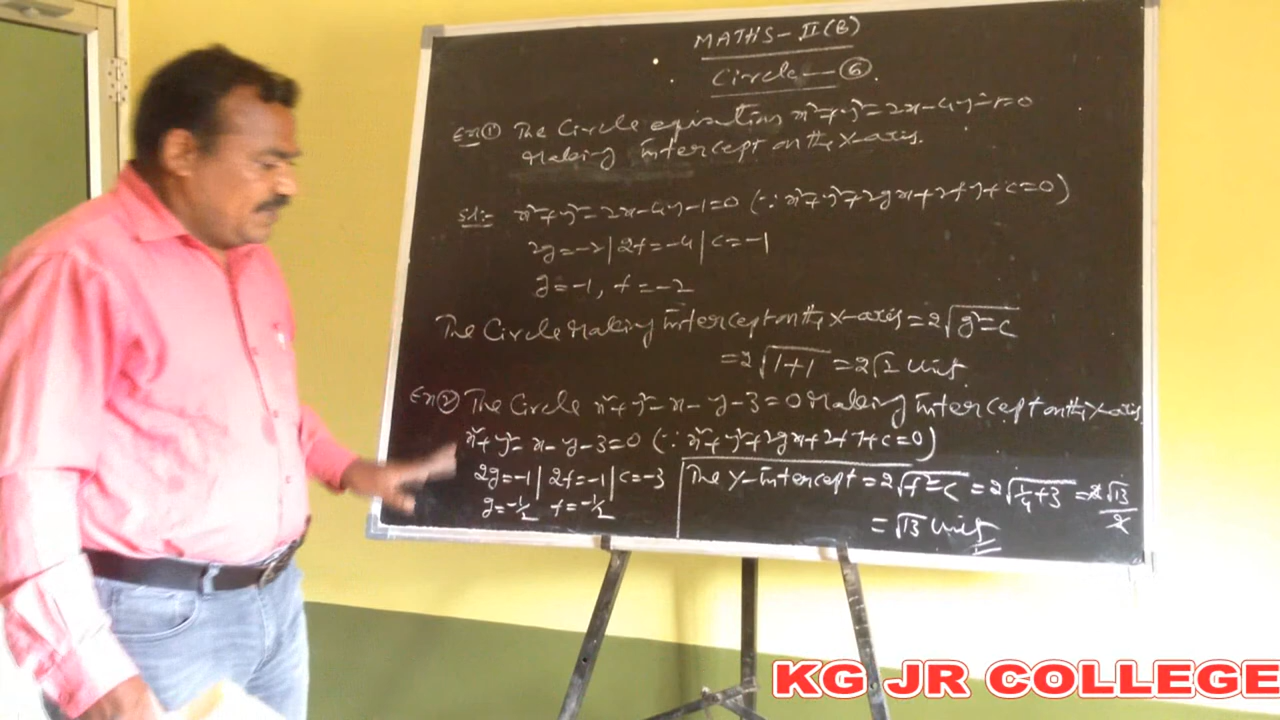 MATHS - II(B)
Circle — ⑥.
Ex① The Circle equation x²+y²-2x-4y-1=0
Making intercept on the X-axis.
Sol:- x²+y²-2x-4y-1=0 (∵ x²+y²+2gx+2fy+c=0)
2g=-2 | 2f=-4 | c=-1
g=-1, f=-2
The Circle Making intercept on the X-axis = 2√(g²-c)
= 2√(1+1) = 2√2 units.
Ex② The Circle x²+y²-x-y-3=0 Making intercept on the X-axis
x²+y²-x-y-3=0 (∵ x²+y²+2gx+2fy+c=0)
2g=-1 | 2f=-1 | c=-3
g=-1/2 f=-1/2
The Y-intercept = 2√(f²-c) = 2√(1/4+3) = 2√13/2
= √13 units
KG JR COLLEGE